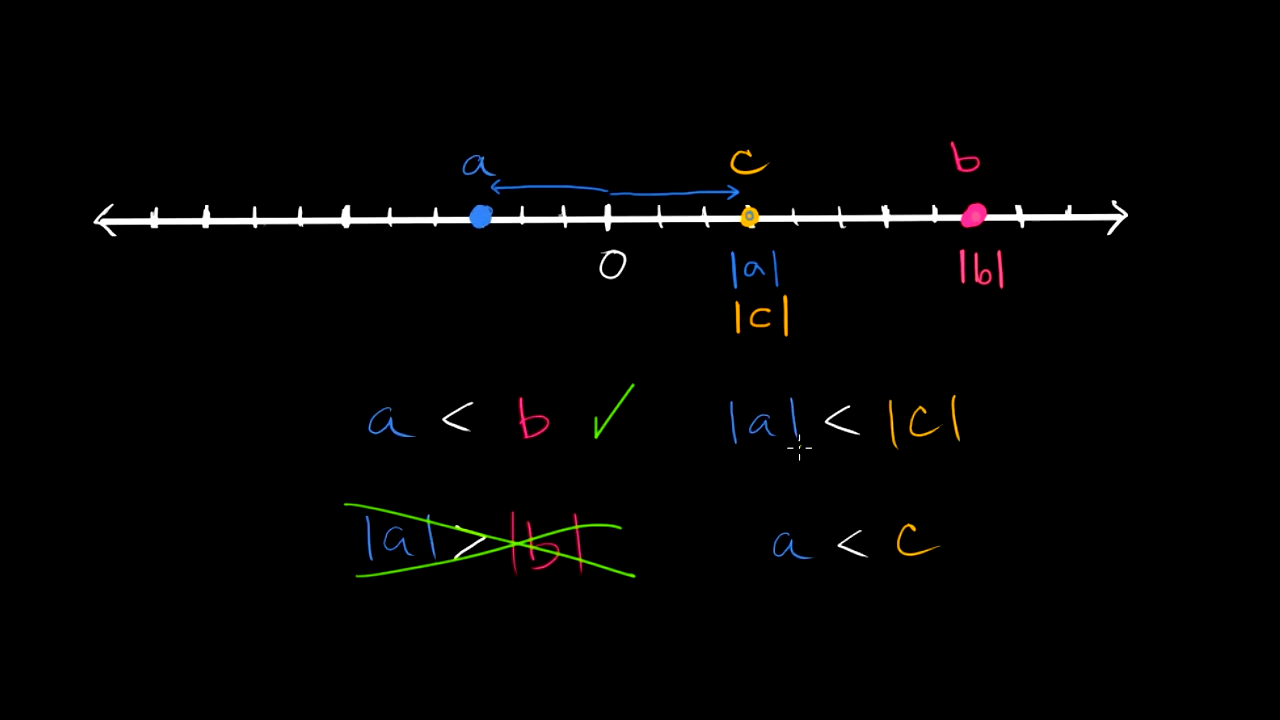 a c b
0 |a| |b|
|c|
a < b ✓ |a| < |c|
|a| > |b| a < c